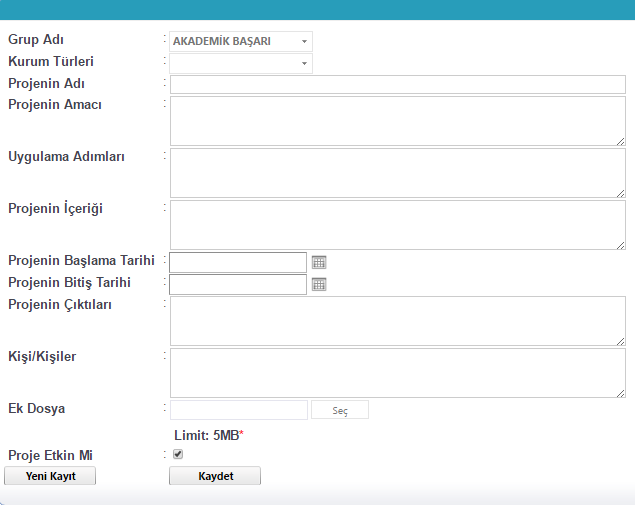 Grup Adı : AKADEMİK BAŞARI
Kurum Türleri :
Projenin Adı :
Projenin Amacı :
Uygulama Adımları :
Projenin İçeriği :
Projenin Başlama Tarihi :
Projenin Bitiş Tarihi :
Projenin Çıktıları :
Kişi/Kişiler :
Ek Dosya : Seç
Limit: 5MB*
Proje Etkin Mi :
Yeni Kayıt Kaydet